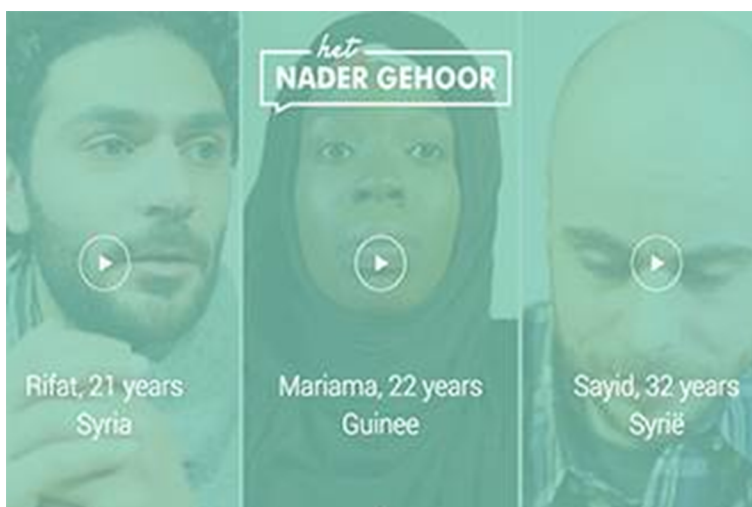 het
NADER GEHOOR
Rifat, 21 years
Syria
Mariama, 22 years
Guinee
Sayid, 32 years
Syrië